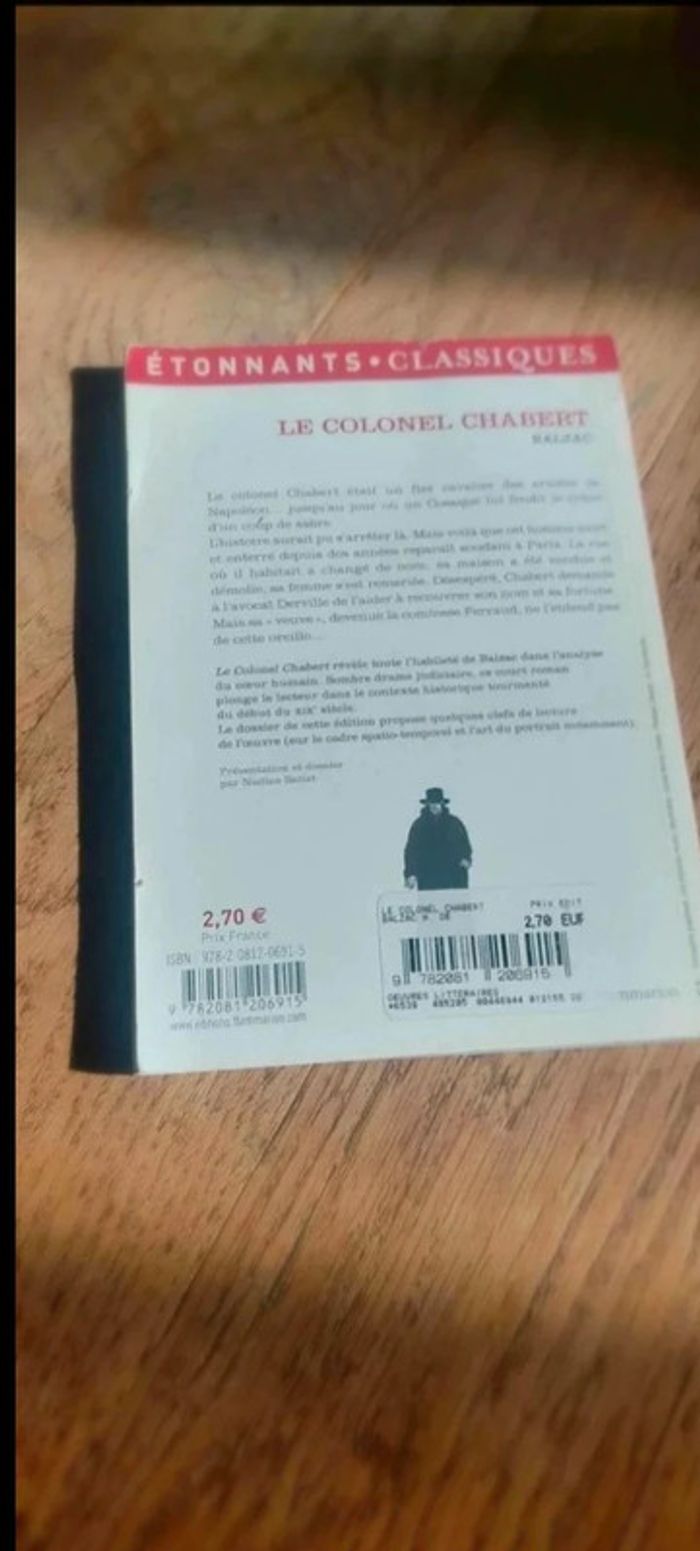 ÉTONNANTS•CLASSIQUES
LE COLONEL CHABERT
BALZAC
Le colonel Chabert était un fier cavalier des armées de
Napoléon... jusqu'au jour où un Cosaque lui fendit le crâne
d'un coup de sabre.
L'histoire aurait pu s'arrêter là. Mais voilà que cet homme mort
et enterré depuis des années reparaît soudain à Paris. La rue
où il habitait a changé de nom, sa maison a été vendue et
démolie, sa femme s'est remariée. Désespéré, Chabert demande
à l'avocat Derville de l'aider à recouvrer son nom et sa fortune.
Mais sa « veuve », devenue la comtesse Ferraud, ne l'entend pas
de cette oreille...
Le Colonel Chabert révèle toute l'habileté de Balzac dans l'analyse
du cœur humain. Sombre drame judiciaire, ce court roman
plonge le lecteur dans le contexte historique tourmenté
du début du XIXe siècle.
Le dossier de cette édition propose quelques clefs de lecture
de l'œuvre (sur le cadre spatio-temporel et l'art du portrait notamment).
Présentation et dossier
par Nadine Satiat
2,70 €
Prix France
ISBN : 978-2-0812-0691-5
9 782081 206915
www.editions.flammarion.com
LE COLONEL CHABERT
BALZAC H. DE
PRIX EDIT
2,70 EUR
9 782081 206915
OEUVRES LITTERAIRES